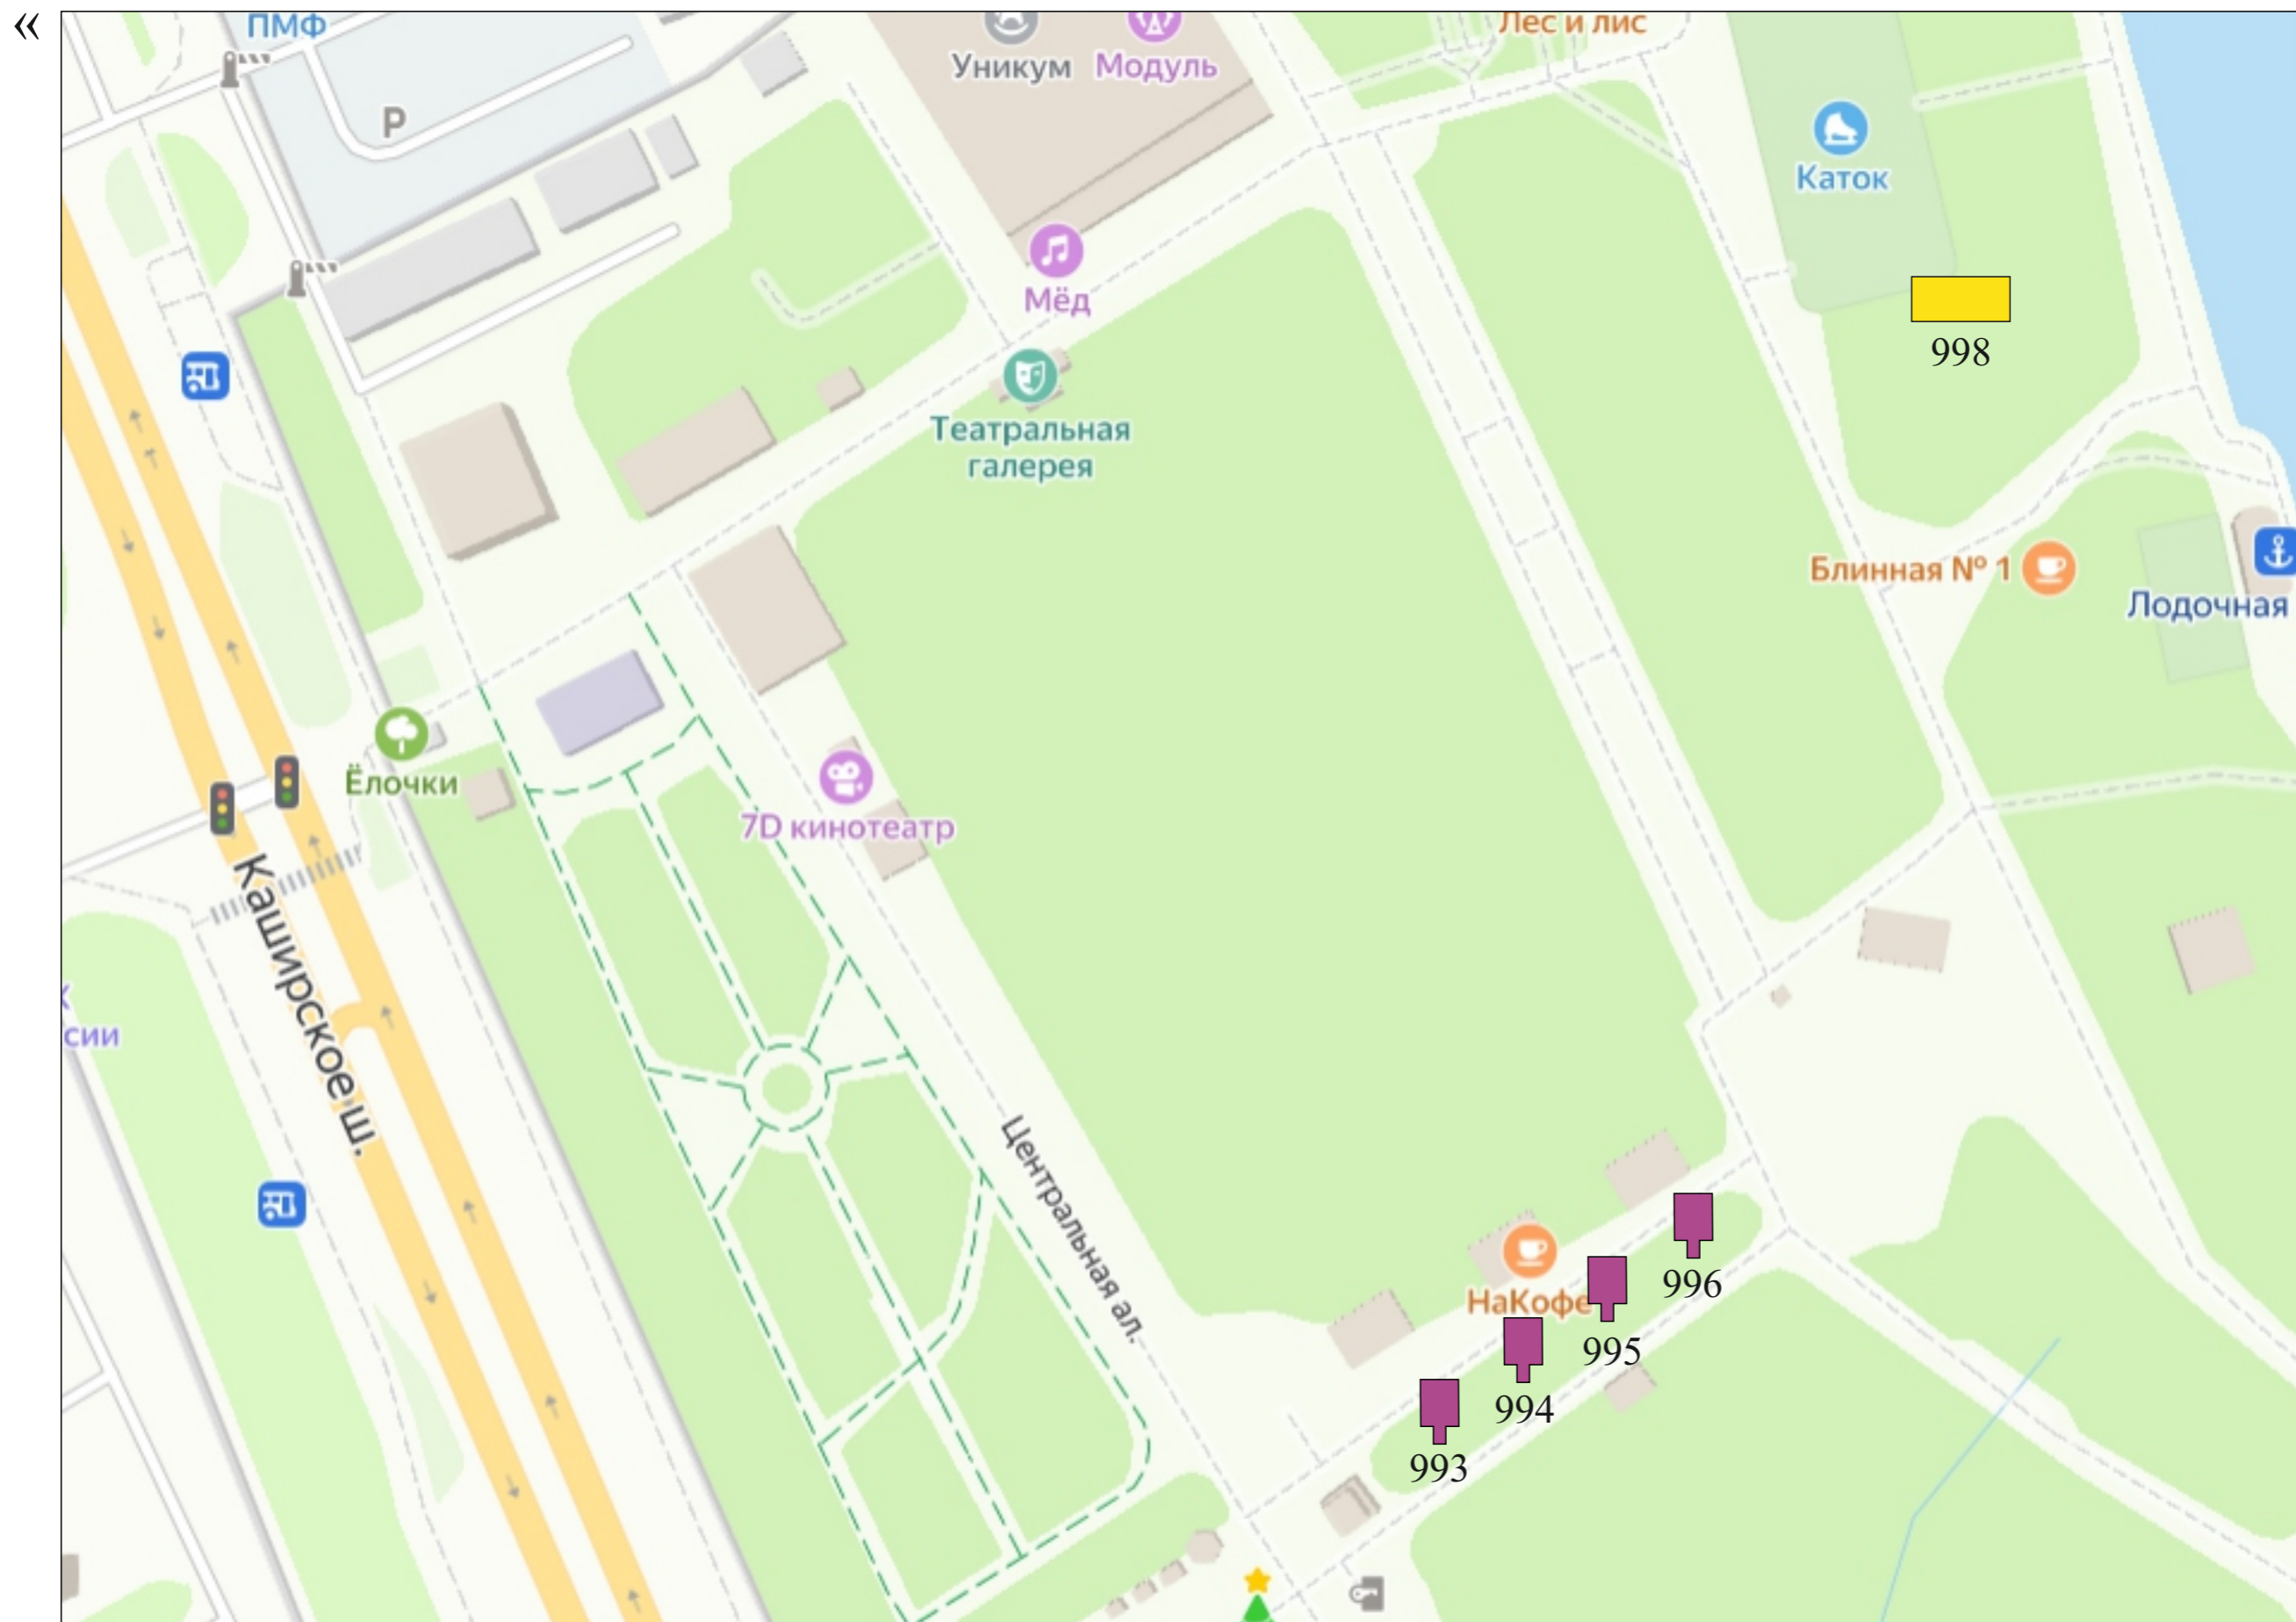 «
ПМФ
Лес и лис
Уникум
Модуль
P
Каток
Мёд
998
Театральная
галерея
Блинная № 1
Лодочная
Ёлочки
7D кинотеатр
Каширское ш.
сии
Центральная ал.
996
НаКофе
995
994
993